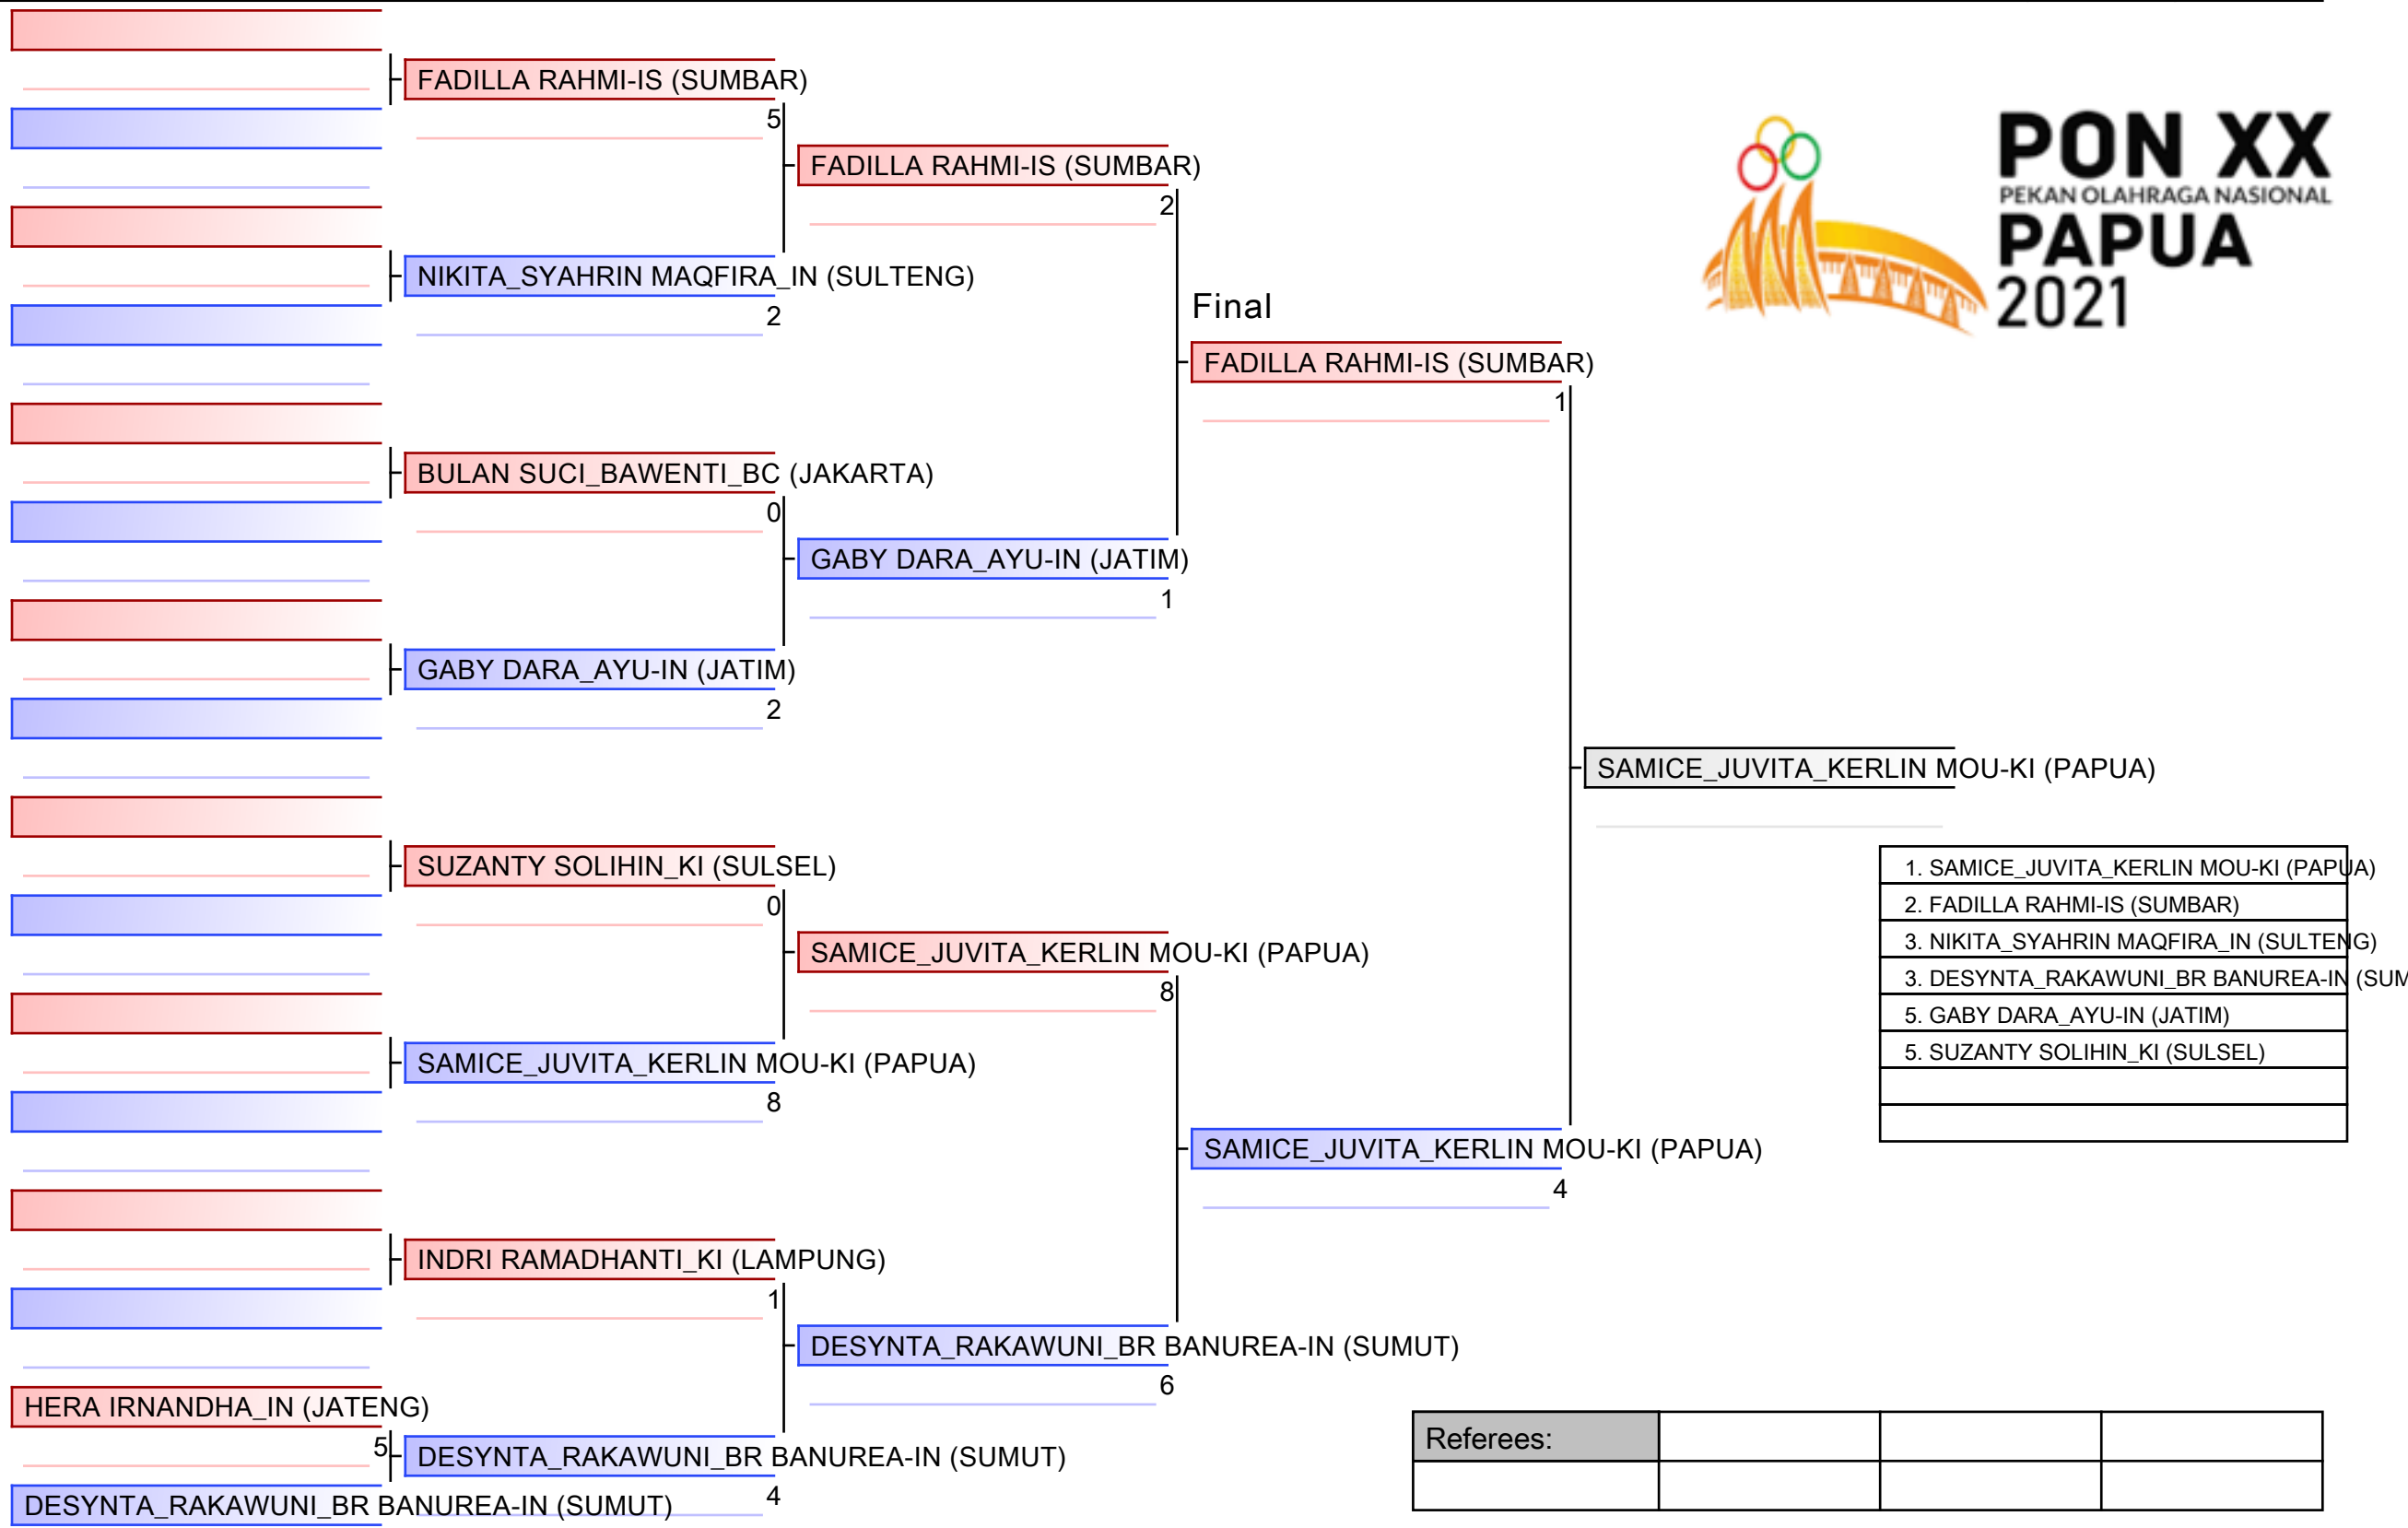 FADILLA RAHMI-IS (SUMBAR)
5
NIKITA_SYAHRIN MAQFIRA_IN (SULTENG)
2
BULAN SUCI_BAWENTI_BC (JAKARTA)
0
GABY DARA_AYU-IN (JATIM)
2
SUZANTY SOLIHIN_KI (SULSEL)
0
SAMICE_JUVITA_KERLIN MOU-KI (PAPUA)
8
INDRI RAMADHANTI_KI (LAMPUNG)
1
HERA IRNANDHA_IN (JATENG)
5
DESYNTA_RAKAWUNI_BR BANUREA-IN (SUMUT)
4
DESYNTA_RAKAWUNI_BR BANUREA-IN (SUMUT)
FADILLA RAHMI-IS (SUMBAR)
2
GABY DARA_AYU-IN (JATIM)
1
SAMICE_JUVITA_KERLIN MOU-KI (PAPUA)
8
DESYNTA_RAKAWUNI_BR BANUREA-IN (SUMUT)
6
Final
FADILLA RAHMI-IS (SUMBAR)
1
SAMICE_JUVITA_KERLIN MOU-KI (PAPUA)
4
SAMICE_JUVITA_KERLIN MOU-KI (PAPUA)
PON XX
PEKAN OLAHRAGA NASIONAL
PAPUA
2021
1. SAMICE_JUVITA_KERLIN MOU-KI (PAPUA)
2. FADILLA RAHMI-IS (SUMBAR)
3. NIKITA_SYAHRIN MAQFIRA_IN (SULTENG)
3. DESYNTA_RAKAWUNI_BR BANUREA-IN (SUM
5. GABY DARA_AYU-IN (JATIM)
5. SUZANTY SOLIHIN_KI (SULSEL)
Referees: